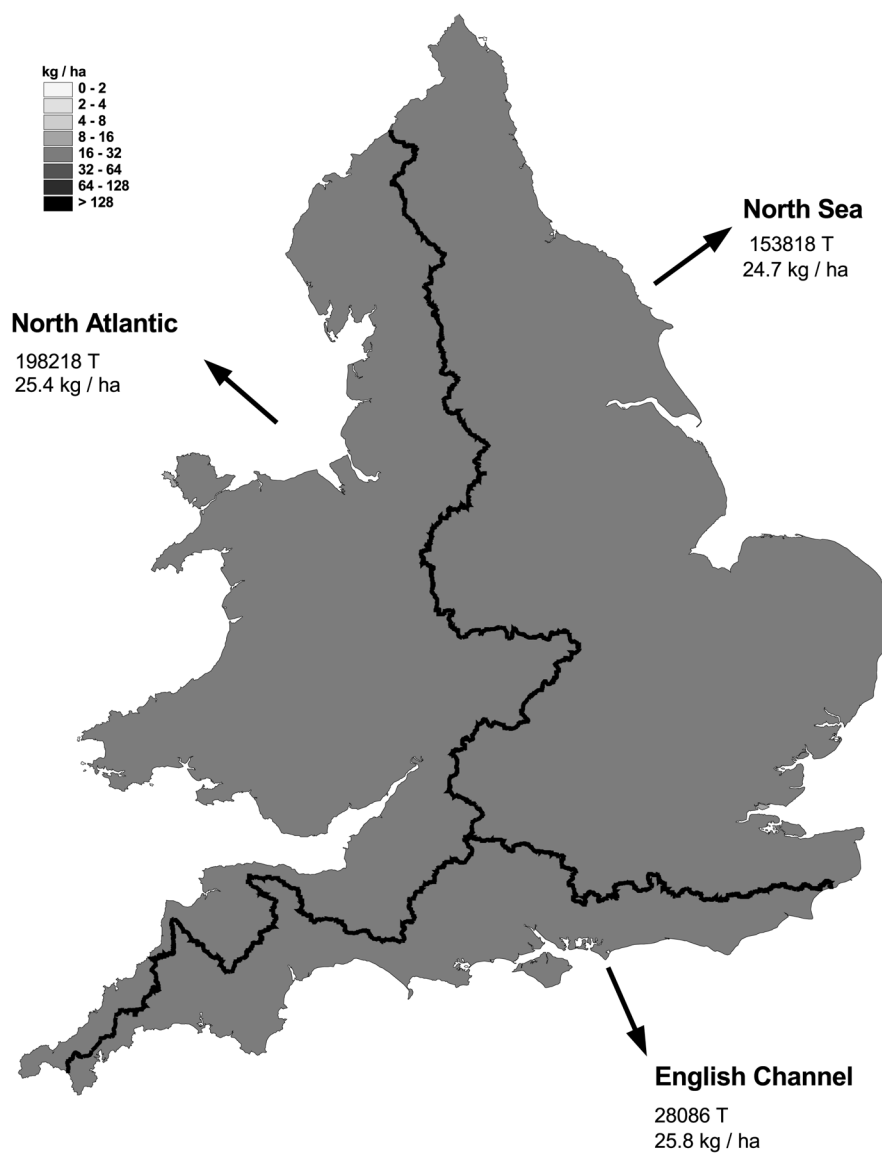 kg / ha
0 - 2
2 - 4
4 - 8
8 - 16
16 - 32
32 - 64
64 - 128
> 128
North Sea
153818 T
24.7 kg / ha
North Atlantic
198218 T
25.4 kg / ha
English Channel
28086 T
25.8 kg / ha